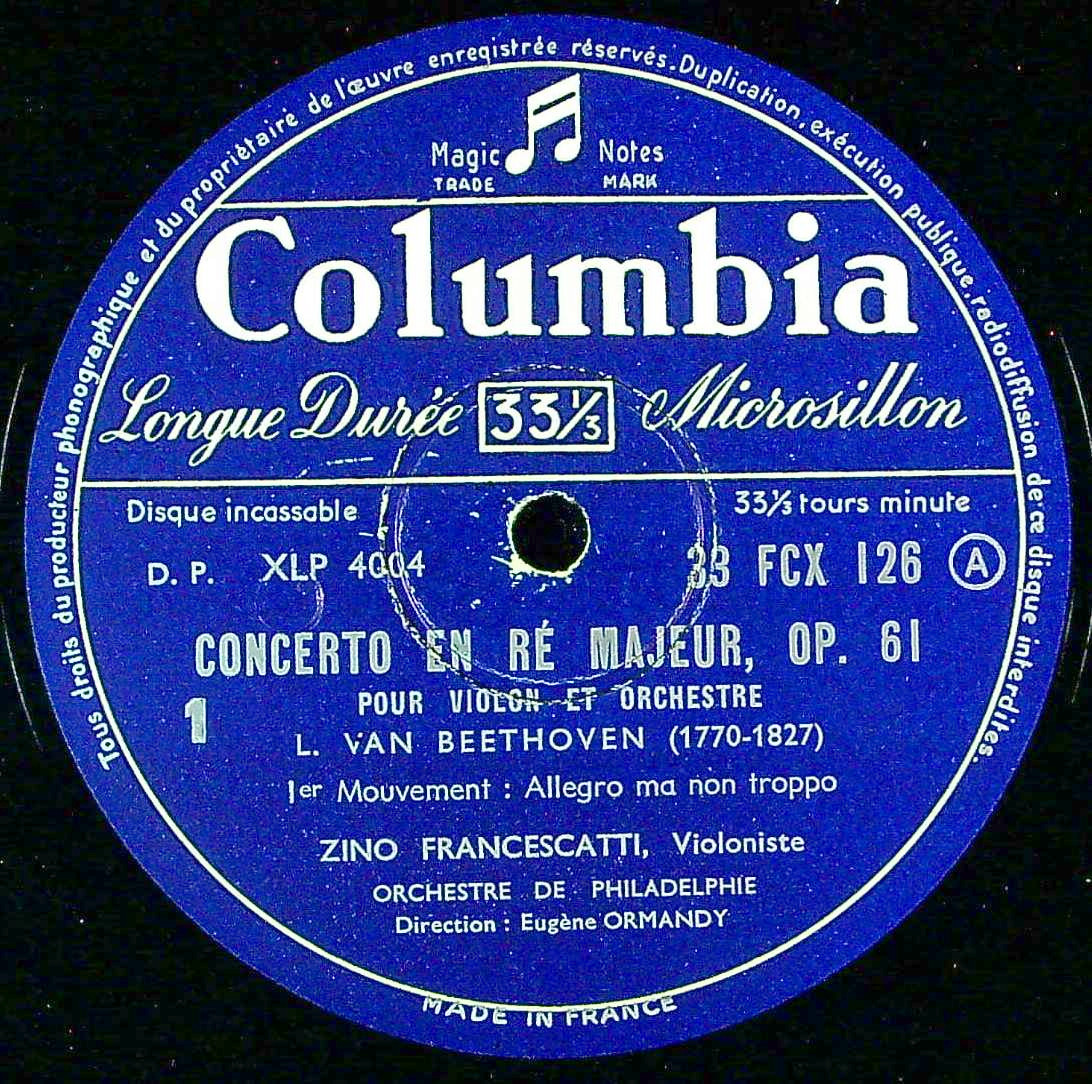 Tous droits du producteur phonographique et du propriétaire de l'œuvre enregistrée réservés. Duplication, exécution publique, radiodiffusion de ce disque interdites.
Magic Notes
TRADE MARK
Columbia
Longue Durée 33⅓ Microsillon
Disque incassable 33⅓ tours minute
D. P. XLP 4004 33 FCX 126 A
CONCERTO EN RÉ MAJEUR, OP. 61
POUR VIOLON ET ORCHESTRE
1
L. VAN BEETHOVEN (1770-1827)
1er Mouvement : Allegro ma non troppo
ZINO FRANCESCATTI, Violoniste
ORCHESTRE DE PHILADELPHIE
Direction : Eugène ORMANDY
MADE IN FRANCE